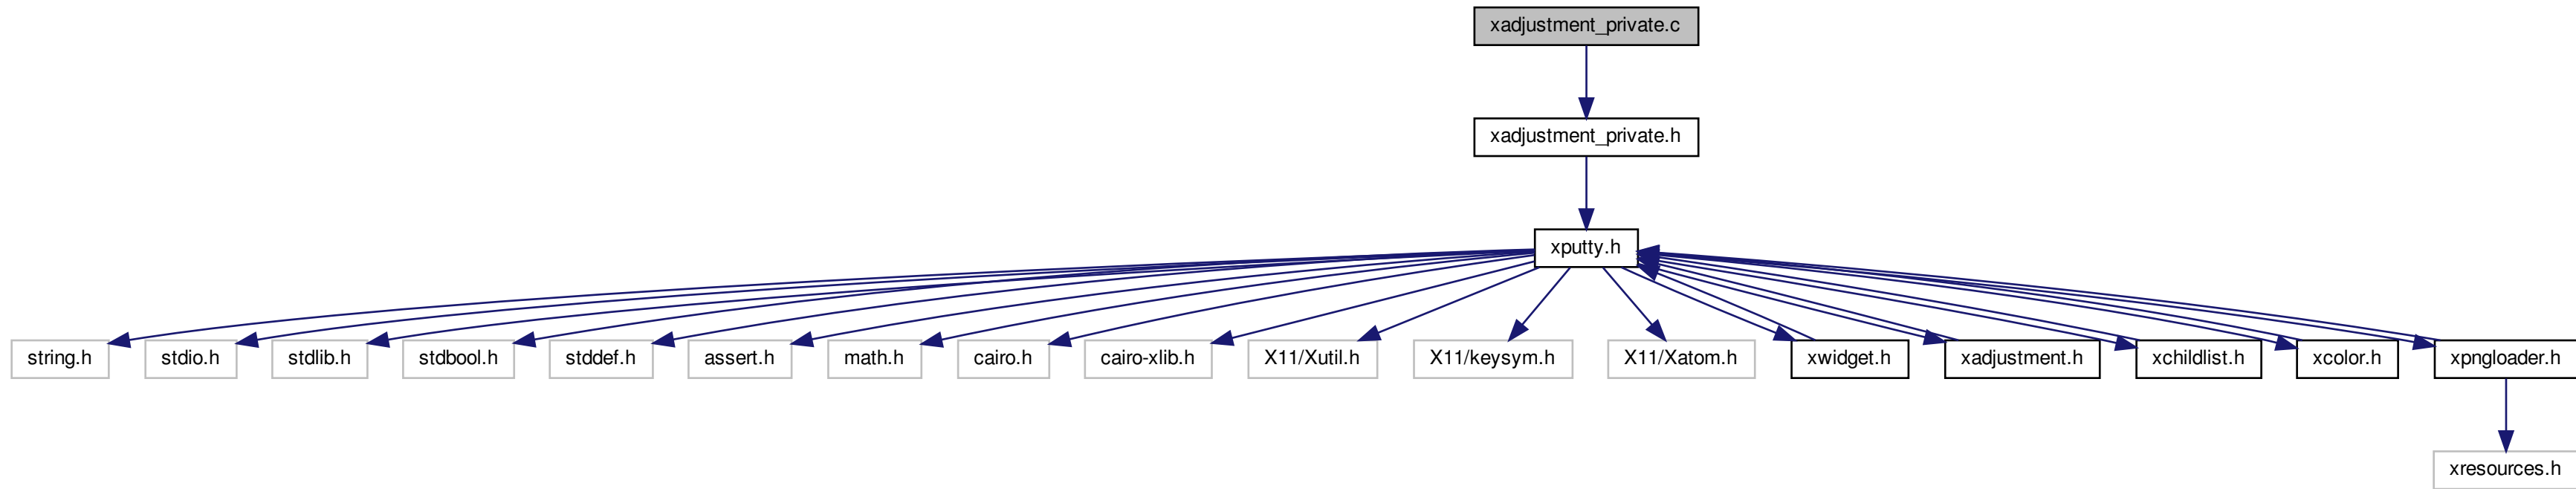 xadjustment_private.c
xadjustment_private.h
xputty.h
string.h
stdio.h
stdlib.h
stdbool.h
stddef.h
assert.h
math.h
cairo.h
cairo-xlib.h
X11/Xutil.h
X11/keysym.h
X11/Xatom.h
xwidget.h
xadjustment.h
xchildlist.h
xcolor.h
xpngloader.h
xresources.h